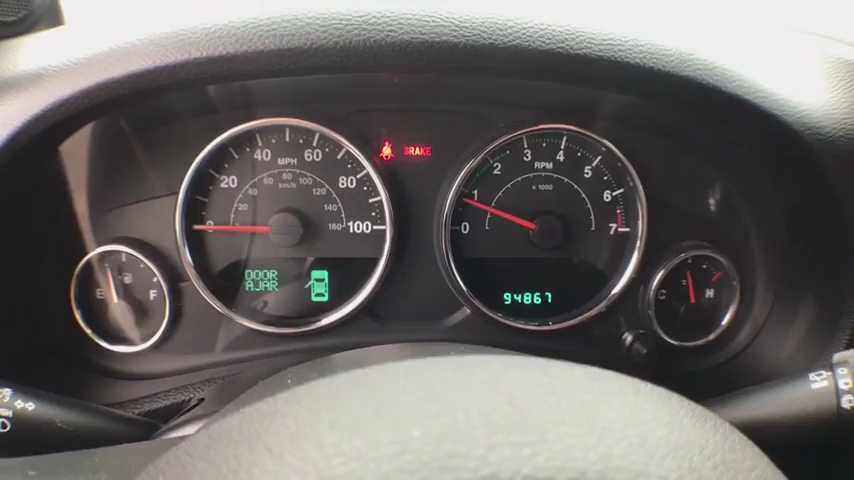 40 MPH 60
20 80
0 100
60 80 100
km/h
40 120
20 140
160
BRAKE
3 4
2 RPM 5
1 x 1000 6
0 7
E F
DOOR
AJAR
94867
C H